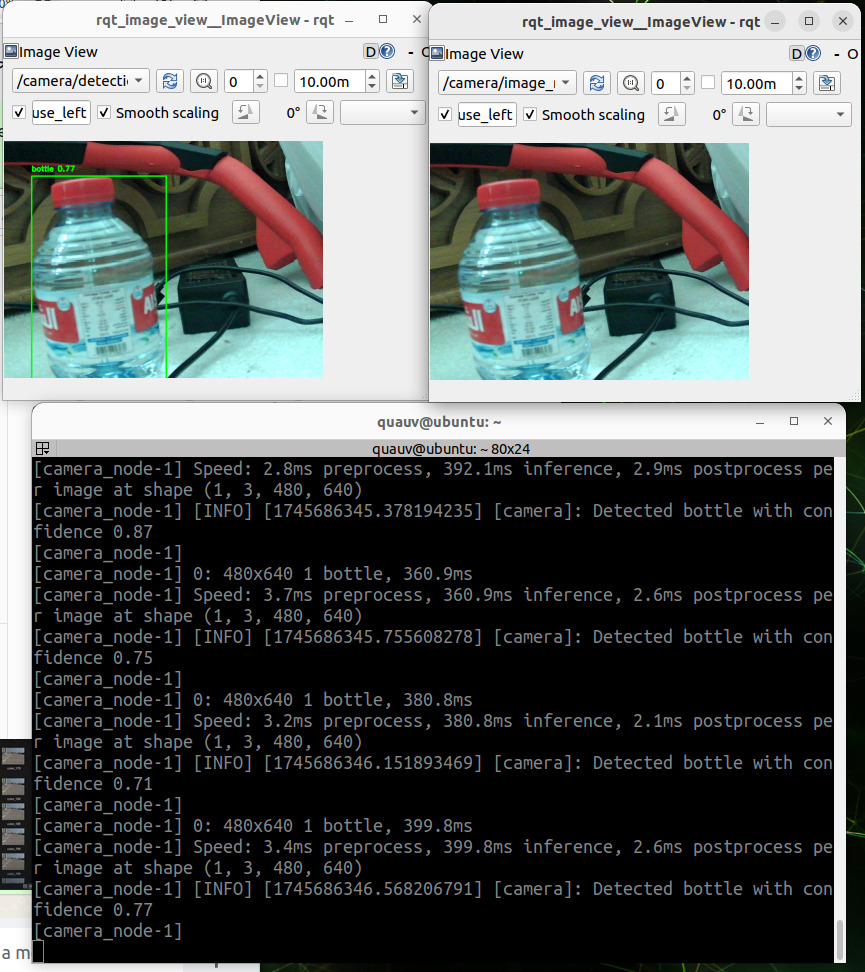 rqt_image_view__ImageView - rqt
Image View
D
- O
/camera/detecti
0
10.00m
use_left
Smooth scaling
0°
bottle 0.77
rqt_image_view__ImageView - rqt
Image View
D
- O
/camera/image_r
0
10.00m
use_left
Smooth scaling
0°
quauv@ubuntu: ~
quauv@ubuntu: ~ 80x24
[camera_node-1] Speed: 2.8ms preprocess, 392.1ms inference, 2.9ms postprocess pe
r image at shape (1, 3, 480, 640)
[camera_node-1] [INFO] [1745686345.378194235] [camera]: Detected bottle with con
fidence 0.87
[camera_node-1]
[camera_node-1] 0: 480x640 1 bottle, 360.9ms
[camera_node-1] Speed: 3.7ms preprocess, 360.9ms inference, 2.6ms postprocess pe
r image at shape (1, 3, 480, 640)
[camera_node-1] [INFO] [1745686345.755608278] [camera]: Detected bottle with con
fidence 0.75
[camera_node-1]
[camera_node-1] 0: 480x640 1 bottle, 380.8ms
[camera_node-1] Speed: 3.2ms preprocess, 380.8ms inference, 2.1ms postprocess pe
r image at shape (1, 3, 480, 640)
[camera_node-1] [INFO] [1745686346.151893469] [camera]: Detected bottle with con
fidence 0.71
[camera_node-1]
[camera_node-1] 0: 480x640 1 bottle, 399.8ms
[camera_node-1] Speed: 3.4ms preprocess, 399.8ms inference, 2.6ms postprocess pe
r image at shape (1, 3, 480, 640)
[camera_node-1] [INFO] [1745686346.568206791] [camera]: Detected bottle with con
fidence 0.77
[camera_node-1]
a m